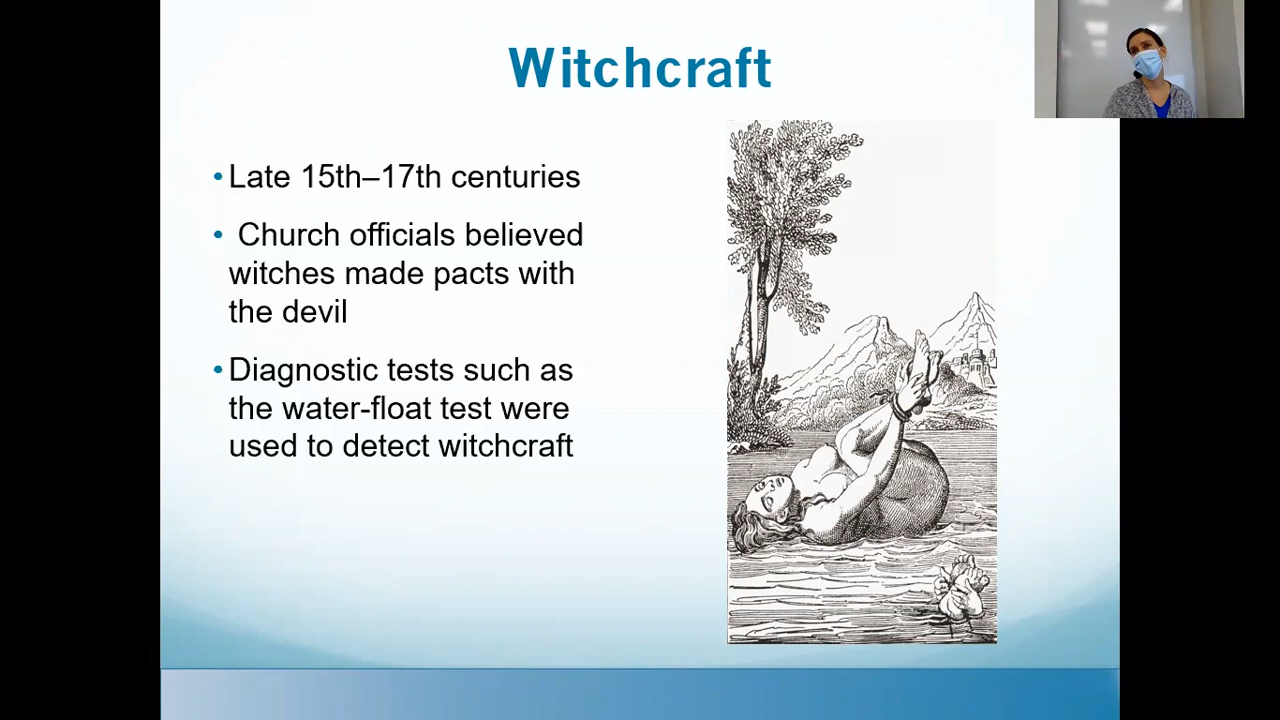 Witchcraft
•Late 15th–17th centuries
• Church officials believed
witches made pacts with
the devil
•Diagnostic tests such as
the water-float test were
used to detect witchcraft